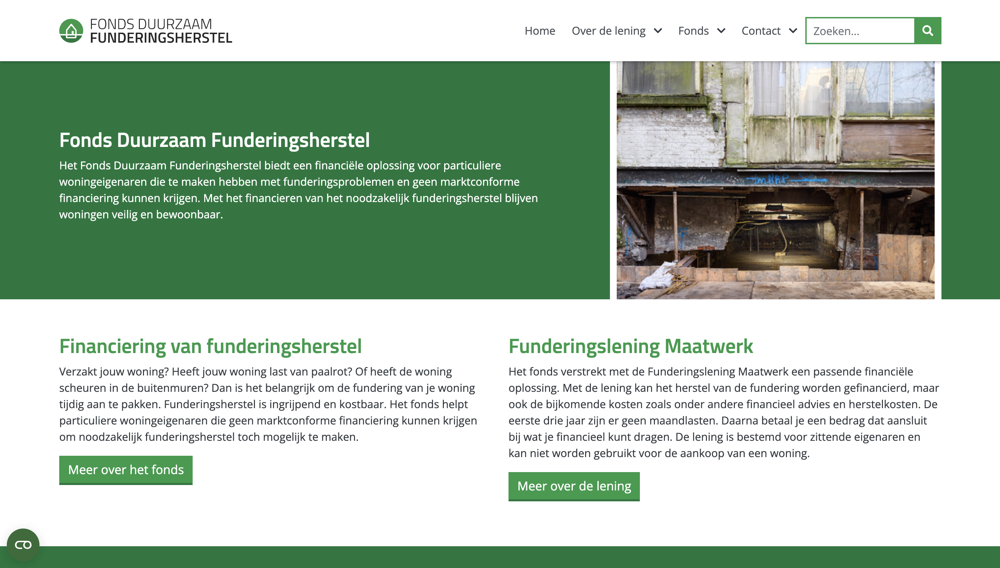 FONDS DUURZAAM
FUNDERINGSHERSTEL
Home
Over de lening
Fonds
Contact
Zoeken...
Fonds Duurzaam Funderingsherstel
Het Fonds Duurzaam Funderingsherstel biedt een financiële oplossing voor particuliere
woningeigenaren die te maken hebben met funderingsproblemen en geen marktconforme
financiering kunnen krijgen. Met het financieren van het noodzakelijk funderingsherstel blijven
woningen veilig en bewoonbaar.
Financiering van funderingsherstel
Verzakt jouw woning? Heeft jouw woning last van paalrot? Of heeft de woning
scheuren in de buitenmuren? Dan is het belangrijk om de fundering van je woning
tijdig aan te pakken. Funderingsherstel is ingrijpend en kostbaar. Het fonds helpt
particuliere woningeigenaren die geen marktconforme financiering kunnen krijgen
om noodzakelijk funderingsherstel toch mogelijk te maken.
Meer over het fonds
Funderingslening Maatwerk
Het fonds verstrekt met de Funderingslening Maatwerk een passende financiële
oplossing. Met de lening kan het herstel van de fundering worden gefinancierd, maar
ook de bijkomende kosten zoals onder andere financieel advies en herstelkosten. De
eerste drie jaar zijn er geen maandlasten. Daarna betaal je een bedrag dat aansluit
bij wat je financieel kunt dragen. De lening is bestemd voor zittende eigenaren en
kan niet worden gebruikt voor de aankoop van een woning.
Meer over de lening